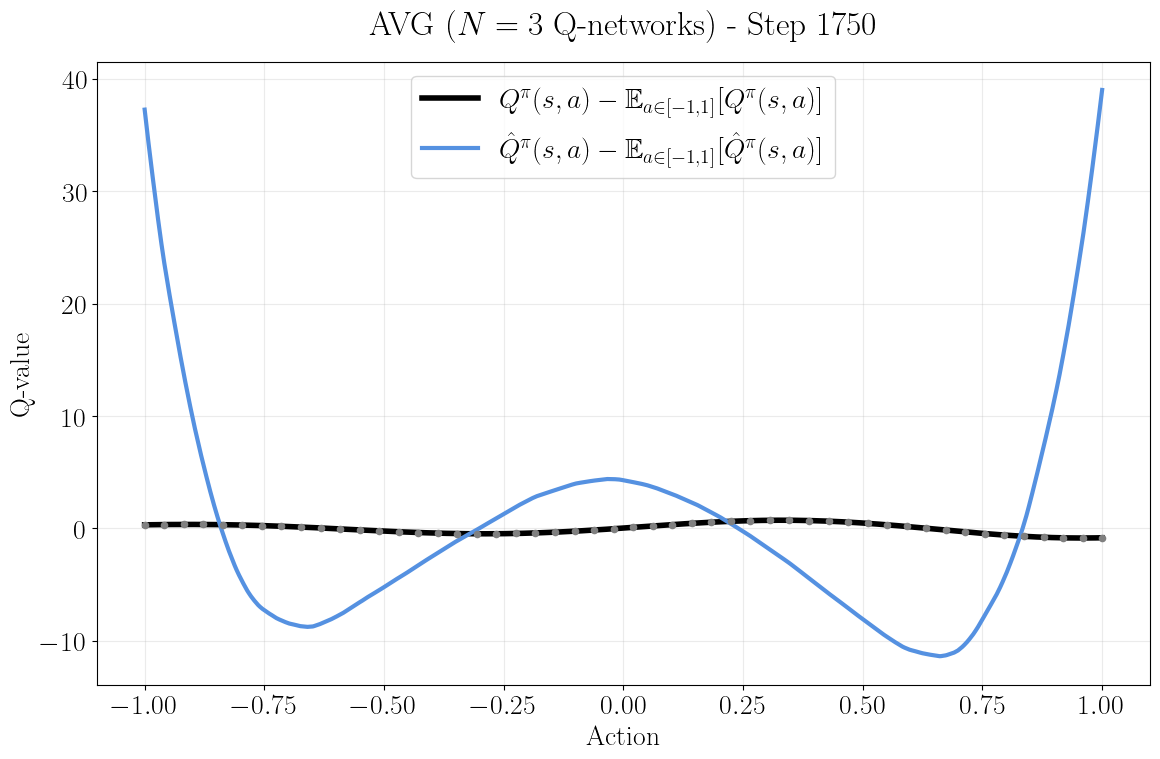 AVG (N = 3 Q-networks) - Step 1750
Q^π(s, a) − 𝔼_{a∈[−1,1]}[Q^π(s, a)]
Q̂^π(s, a) − 𝔼_{a∈[−1,1]}[Q̂^π(s, a)]
40
30
20
10
0
−10
Q-value
−1.00 −0.75 −0.50 −0.25 0.00 0.25 0.50 0.75 1.00
Action